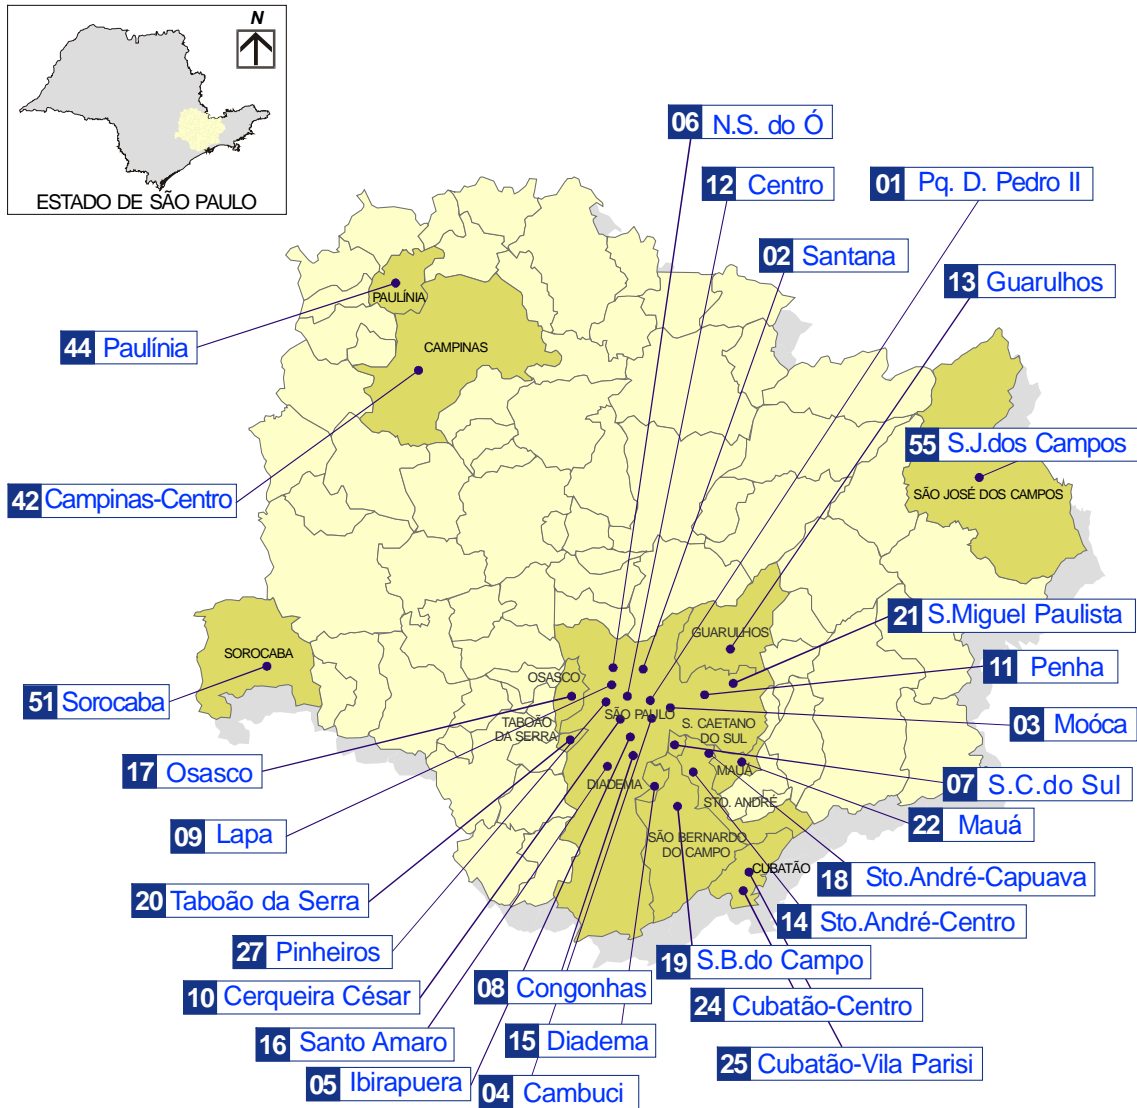 N
ESTADO DE SÃO PAULO
06 N.S. do Ó
12 Centro
01 Pq. D. Pedro II
02 Santana
13 Guarulhos
PAULÍNIA
44 Paulínia
CAMPINAS
55 S.J.dos Campos
42 Campinas-Centro
SÃO JOSÉ DOS CAMPOS
21 S.Miguel Paulista
GUARULHOS
SOROCABA
11 Penha
OSASCO
51 Sorocaba
SÃO PAULO
TABOÃO
DA SERRA
S. CAETANO
DO SUL
03 Moóca
17 Osasco
MAUÁ
DIADEMA
07 S.C.do Sul
STO. ANDRÉ
09 Lapa
22 Mauá
SÃO BERNARDO
DO CAMPO
CUBATÃO
18 Sto.André-Capuava
20 Taboão da Serra
14 Sto.André-Centro
27 Pinheiros
19 S.B.do Campo
10 Cerqueira César
08 Congonhas
24 Cubatão-Centro
16 Santo Amaro
15 Diadema
25 Cubatão-Vila Parisi
05 Ibirapuera
04 Cambuci